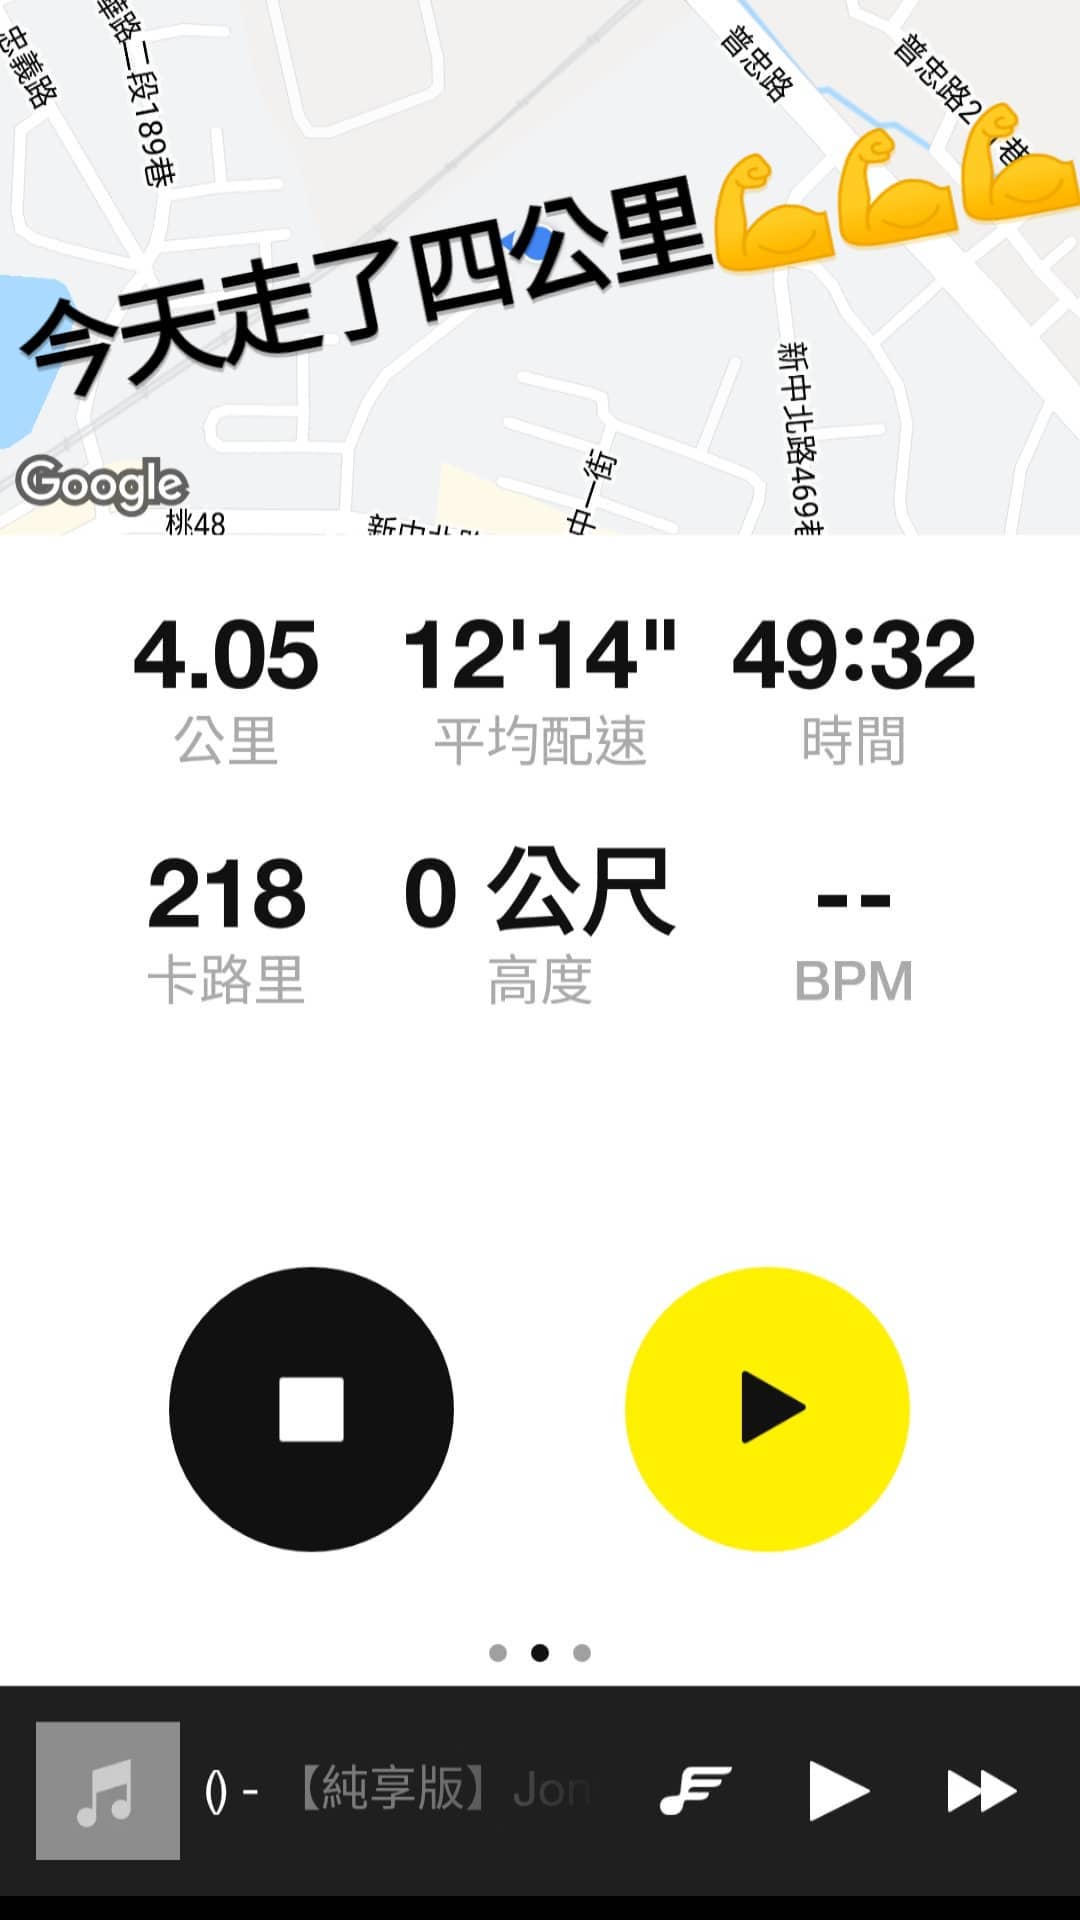 忠義路
華路二段189巷
普忠路
普忠路2
巷
今天走了四公里💪💪💪
新中北路469巷
中一街
Google
桃48
新中北路
4.05 12'14" 49:32
公里 平均配速 時間
218 0 公尺 --
卡路里 高度 BPM
() - 【純享版】 Jon